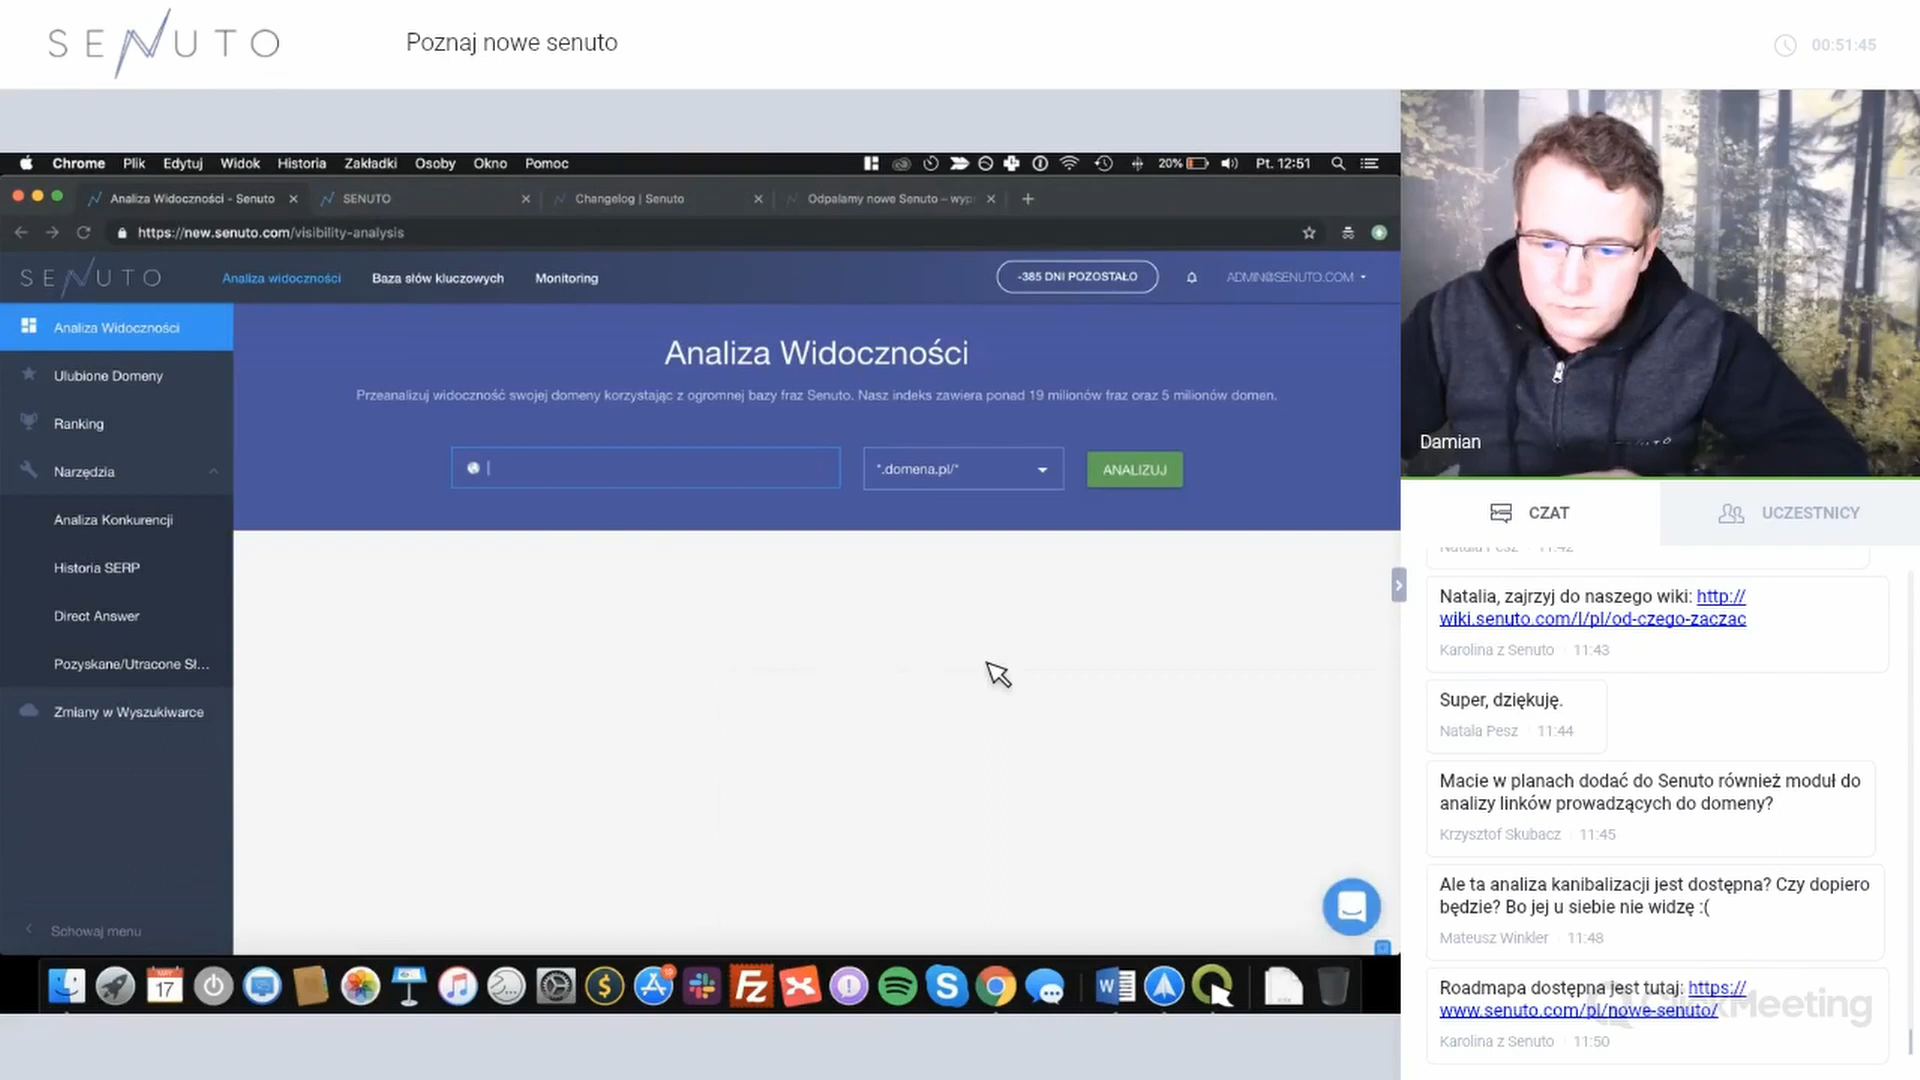 SENUTO
Poznaj nowe senuto
00:51:45
Chrome Plik Edytuj Widok Historia Zakładki Osoby Okno Pomoc
20% Pt. 12:51
Analiza Widoczności - Senuto
SENUTO
Changelog | Senuto
Odpalamy nowe Senuto – wyp
https://new.senuto.com/visibility-analysis
SENUTO
Analiza widoczności
Baza słów kluczowych
Monitoring
-385 DNI POZOSTAŁO
ADMIN@SENUTO.COM
Analiza Widoczności
Ulubione Domeny
Ranking
Narzędzia
Analiza Konkurencji
Historia SERP
Direct Answer
Pozyskane/Utracone Sł...
Zmiany w Wyszukiwarce
Schowaj menu
Analiza Widoczności
Przeanalizuj widoczność swojej domeny korzystając z ogromnej bazy fraz Senuto. Nasz indeks zawiera ponad 19 milionów fraz oraz 5 milionów domen.
*.domena.pl/*
ANALIZUJ
MAY
17
10
Damian
CZAT
UCZESTNICY
Natala Pesz 11:42
Natalia, zajrzyj do naszego wiki: http://
wiki.senuto.com/l/pl/od-czego-zaczac
Karolina z Senuto 11:43
Super, dziękuję.
Natala Pesz 11:44
Macie w planach dodać do Senuto również moduł do
analizy linków prowadzących do domeny?
Krzysztof Skubacz 11:45
Ale ta analiza kanibalizacji jest dostępna? Czy dopiero
będzie? Bo jej u siebie nie widzę :(
Mateusz Winkler 11:48
Roadmapa dostępna jest tutaj: https://
www.senuto.com/pl/nowe-senuto/
Karolina z Senuto 11:50
ClickMeeting